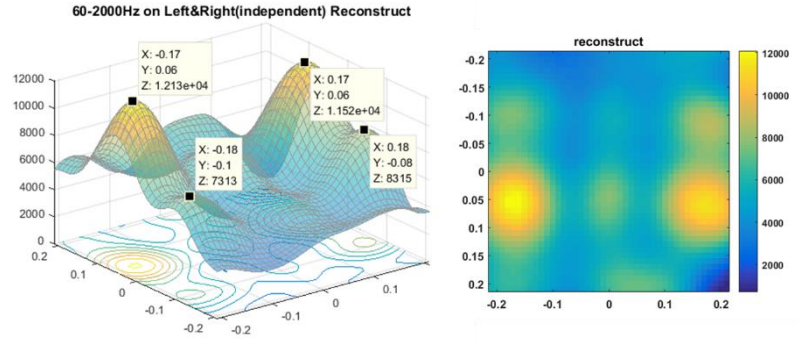 60-2000Hz on Left&Right(independent) Reconstruct
X: -0.17
Y: 0.06
Z: 1.213e+04
X: 0.17
Y: 0.06
Z: 1.152e+04
X: -0.18
Y: -0.1
Z: 7313
X: 0.18
Y: -0.08
Z: 8315
12000
10000
8000
6000
4000
2000
0
0.2
0.1
0
-0.1
-0.2
-0.2
-0.1
0
0.1
reconstruct
-0.2
-0.15
-0.1
-0.05
0
0.05
0.1
0.15
0.2
-0.2
-0.1
0
0.1
0.2
12000
10000
8000
6000
4000
2000